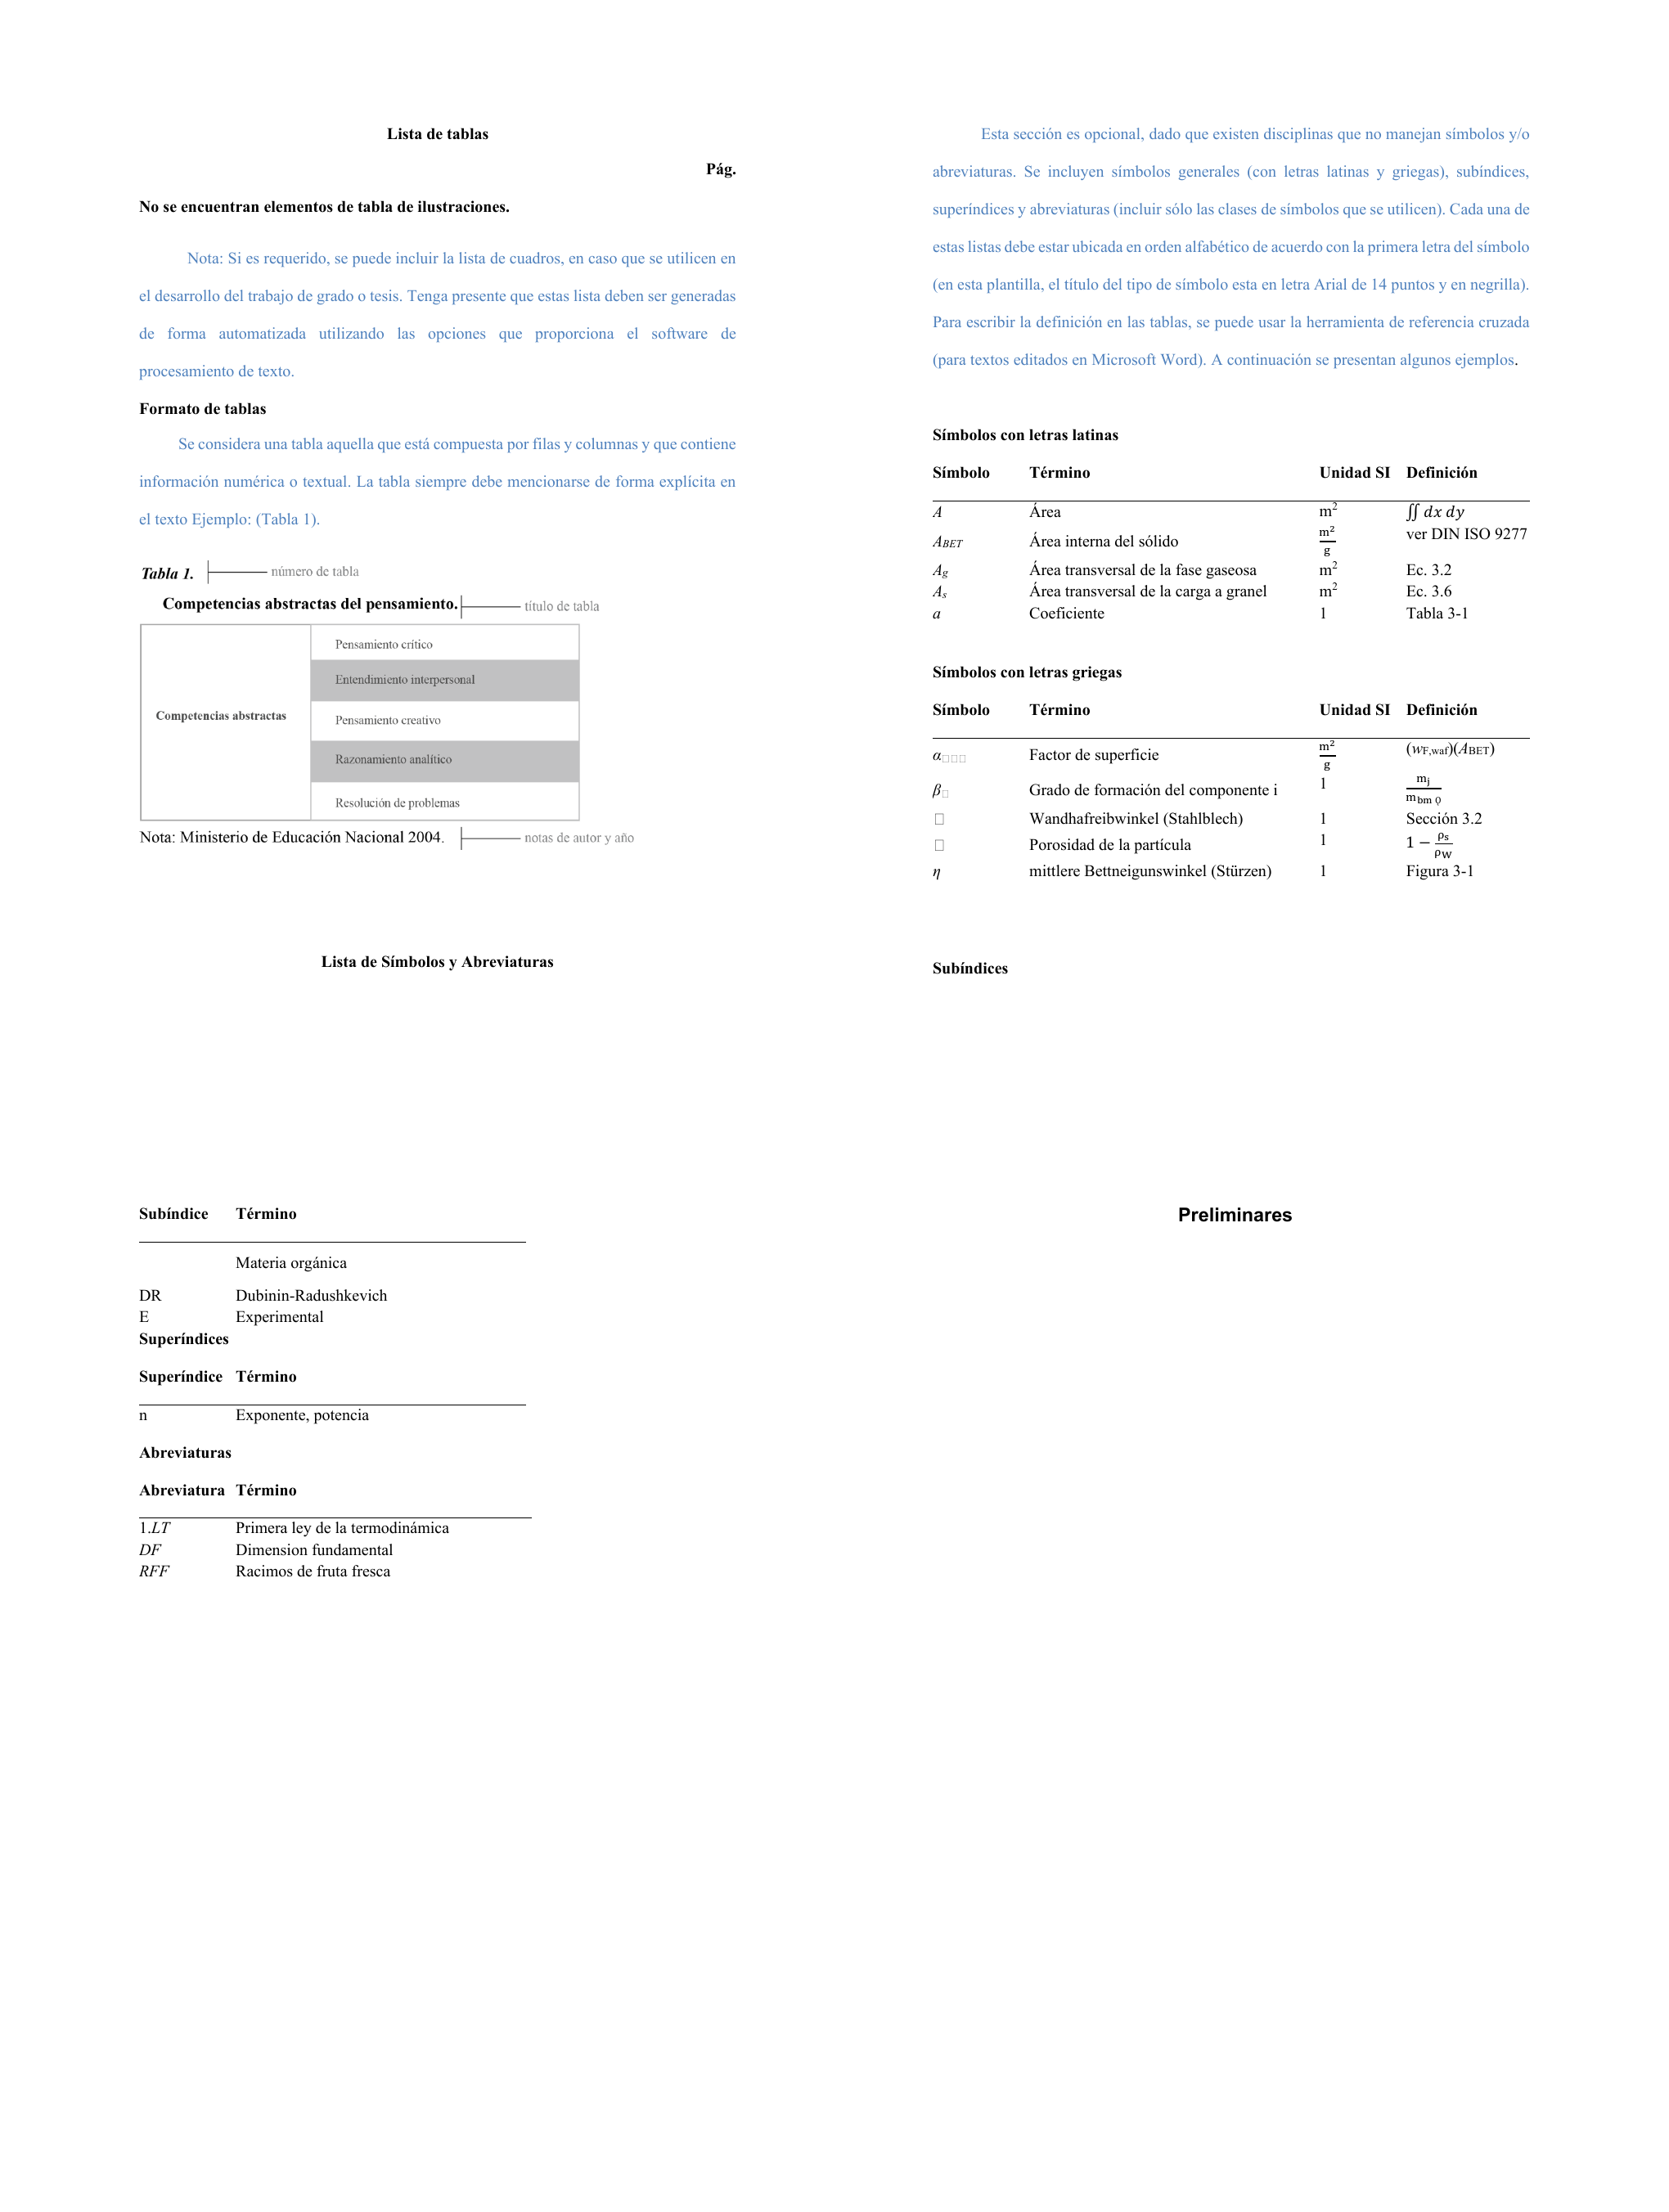 Lista de tablas
Pág.
No se encuentran elementos de tabla de ilustraciones.
Nota: Si es requerido, se puede incluir la lista de cuadros, en caso que se utilicen en
el desarrollo del trabajo de grado o tesis. Tenga presente que estas lista deben ser generadas
de forma automatizada utilizando las opciones que proporciona el software de
procesamiento de texto.
Formato de tablas
Se considera una tabla aquella que está compuesta por filas y columnas y que contiene
información numérica o textual. La tabla siempre debe mencionarse de forma explícita en
el texto Ejemplo: (Tabla 1).
Tabla 1. número de tabla
Competencias abstractas del pensamiento. título de tabla
Competencias abstractas
Pensamiento crítico
Entendimiento interpersonal
Pensamiento creativo
Razonamiento analítico
Resolución de problemas
Nota: Ministerio de Educación Nacional 2004. notas de autor y año
Lista de Símbolos y Abreviaturas
Esta sección es opcional, dado que existen disciplinas que no manejan símbolos y/o
abreviaturas. Se incluyen símbolos generales (con letras latinas y griegas), subíndices,
superíndices y abreviaturas (incluir sólo las clases de símbolos que se utilicen). Cada una de
estas listas debe estar ubicada en orden alfabético de acuerdo con la primera letra del símbolo
(en esta plantilla, el título del tipo de símbolo esta en letra Arial de 14 puntos y en negrilla).
Para escribir la definición en las tablas, se puede usar la herramienta de referencia cruzada
(para textos editados en Microsoft Word). A continuación se presentan algunos ejemplos.
Símbolos con letras latinas
Símbolo Término Unidad SI Definición
A Área m² ∬ dx dy
A_BET Área interna del sólido m²/g ver DIN ISO 9277
A_g Área transversal de la fase gaseosa m² Ec. 3.2
A_s Área transversal de la carga a granel m² Ec. 3.6
a Coeficiente 1 Tabla 3-1
Símbolos con letras griegas
Símbolo Término Unidad SI Definición
α□□□ Factor de superficie m²/g (w_F,waf)(A_BET)
β□ Grado de formación del componente i 1 m_j/m_bm 0
□ Wandhafreibwinkel (Stahlblech) 1 Sección 3.2
□ Porosidad de la partícula 1 1 − ρs/ρw
η mittlere Bettneigunswinkel (Stürzen) 1 Figura 3-1
Subíndices
Subíndice Término
Materia orgánica
DR Dubinin-Radushkevich
E Experimental
Superíndices
Superíndice Término
n Exponente, potencia
Abreviaturas
Abreviatura Término
1.LT Primera ley de la termodinámica
DF Dimension fundamental
RFF Racimos de fruta fresca
Preliminares